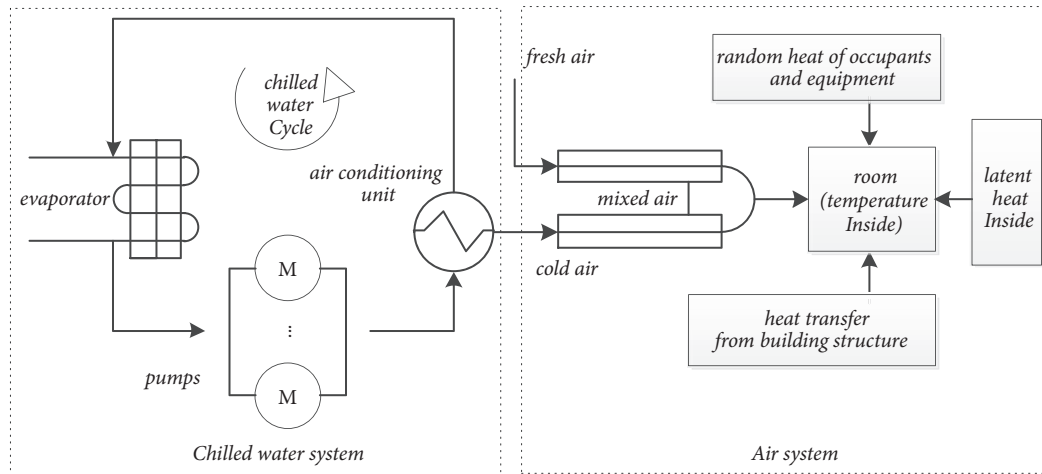 chilled
water
Cycle
evaporator
air conditioning
unit
M
...
M
pumps
Chilled water system
fresh air
mixed air
cold air
random heat of occupants
and equipment
room
(temperature
Inside)
latent
heat
Inside
heat transfer
from building structure
Air system